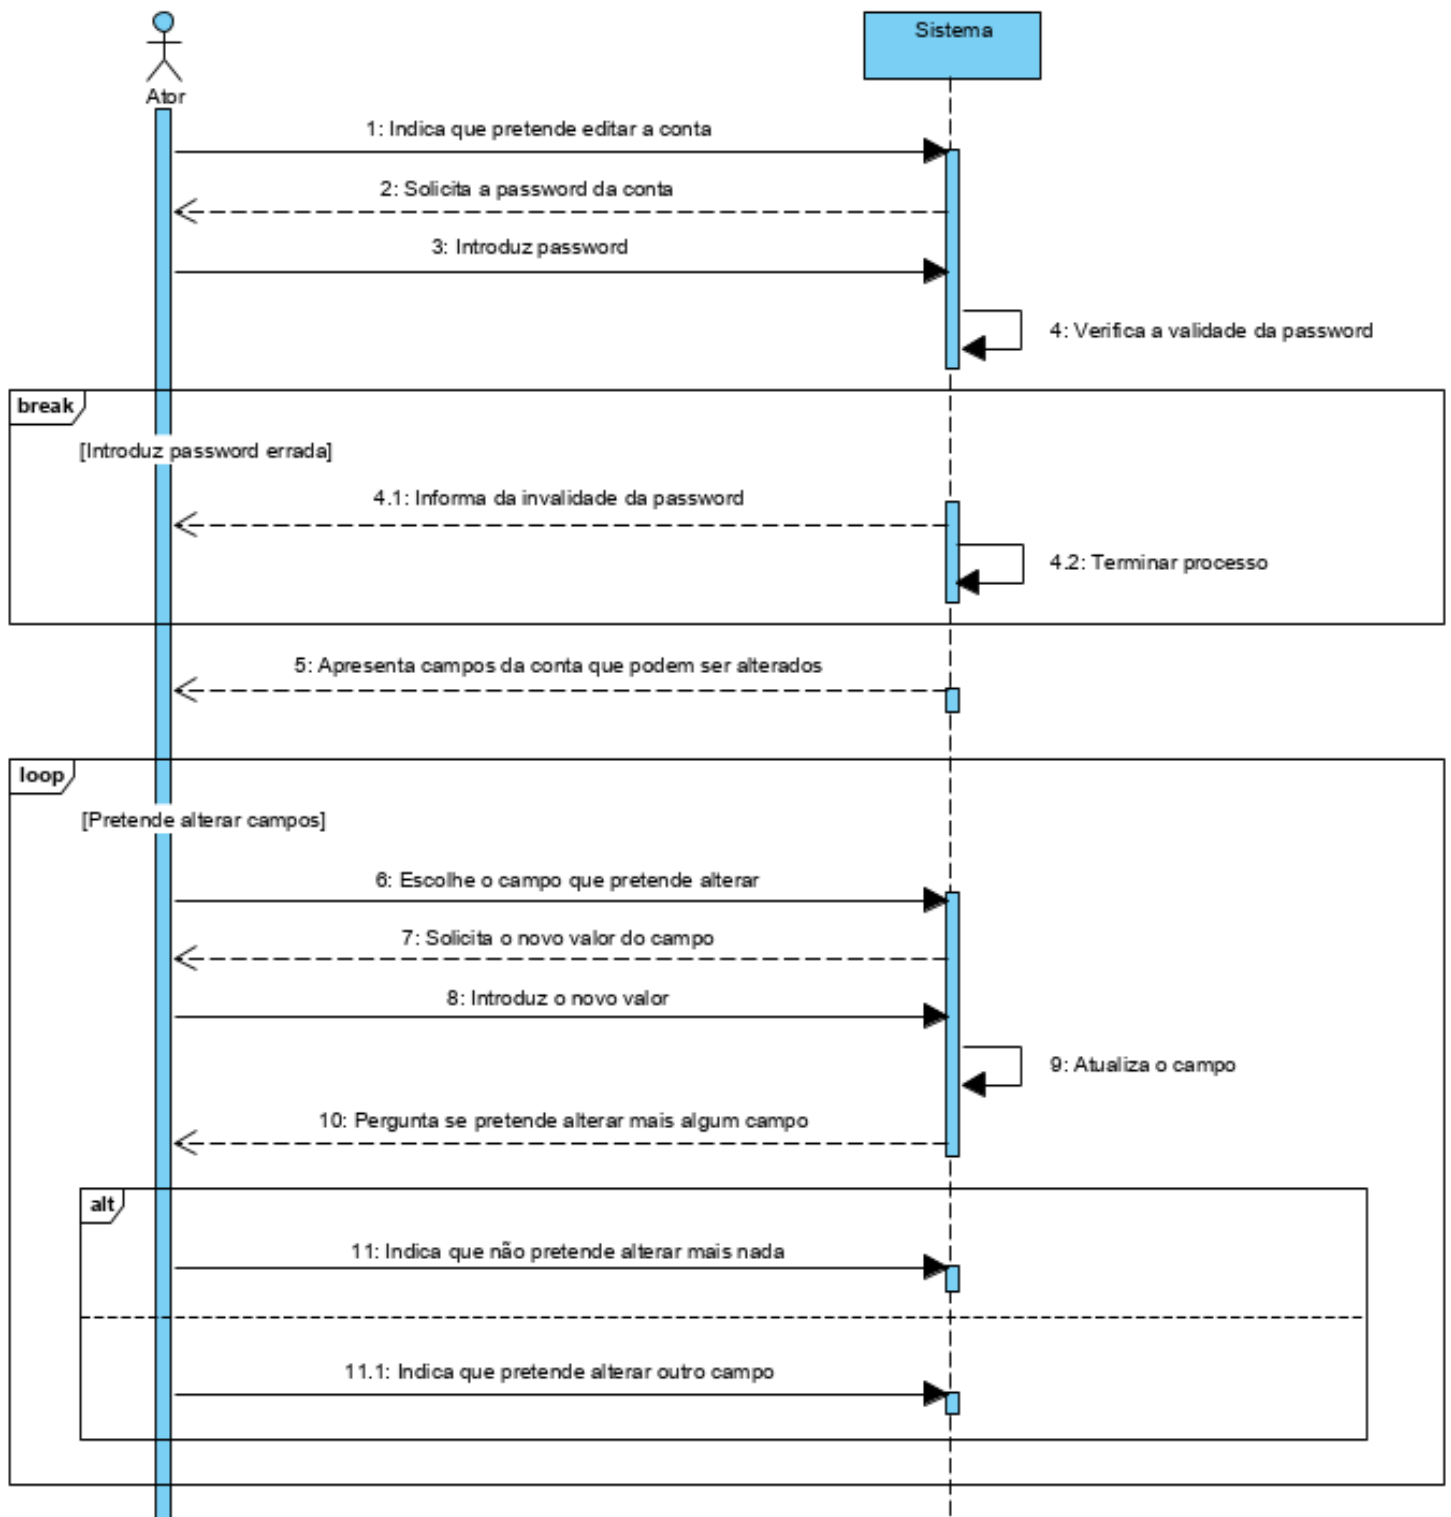 Sistema
Ator
1: Indica que pretende editar a conta
2: Solicita a password da conta
3: Introduz password
4: Verifica a validade da password
break
[Introduz password errada]
4.1: Informa da invalidade da password
4.2: Terminar processo
5: Apresenta campos da conta que podem ser alterados
loop
[Pretende alterar campos]
6: Escolhe o campo que pretende alterar
7: Solicita o novo valor do campo
8: Introduz o novo valor
9: Atualiza o campo
10: Pergunta se pretende alterar mais algum campo
alt
11: Indica que não pretende alterar mais nada
11.1: Indica que pretende alterar outro campo